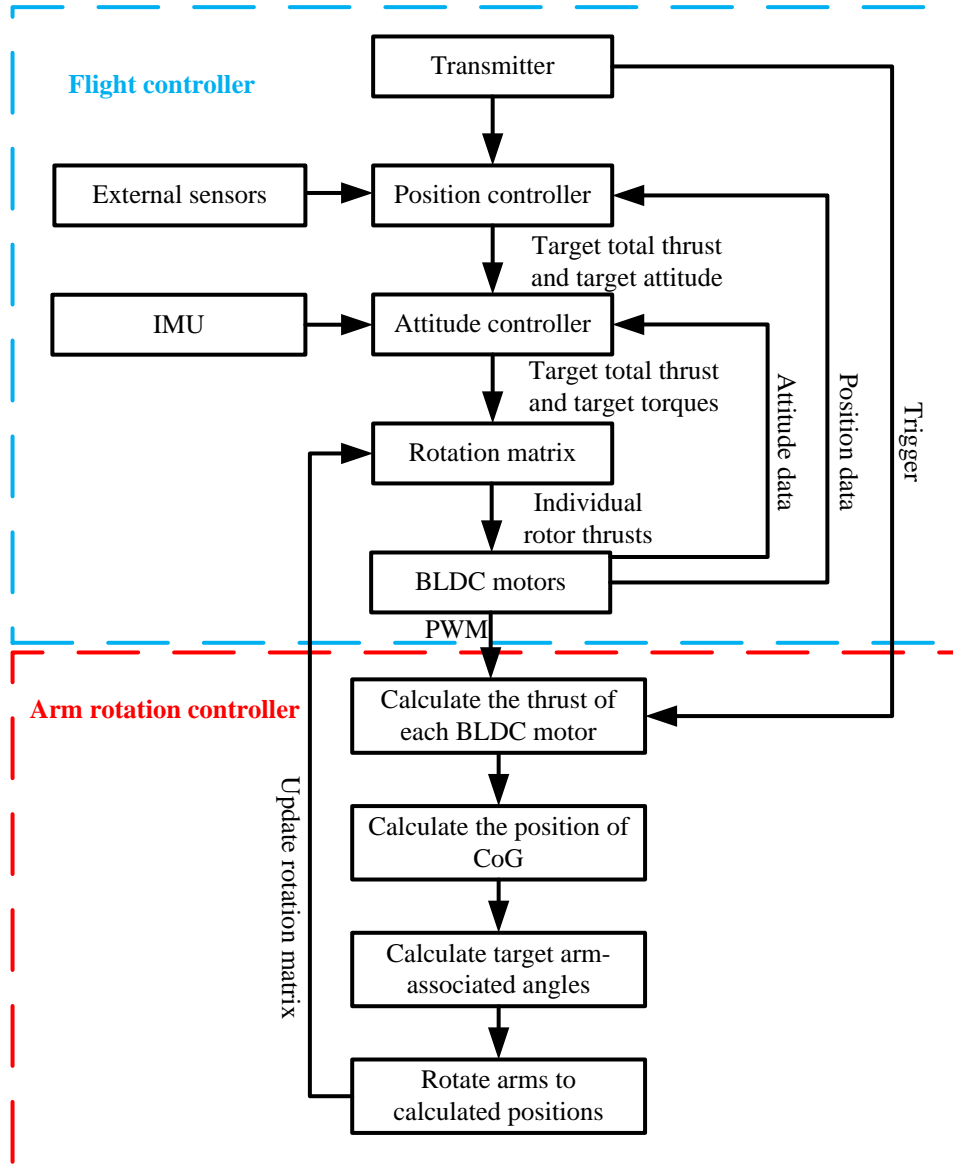 Transmitter
Flight controller
External sensors
Position controller
Target total thrust
and target attitude
IMU
Attitude controller
Target total thrust
and target torques
Attitude data
Position data
Trigger
Rotation matrix
Individual
rotor thrusts
BLDC motors
PWM
Arm rotation controller
Calculate the thrust of
each BLDC motor
Update rotation matrix
Calculate the position of
CoG
Calculate target arm-
associated angles
Rotate arms to
calculated positions